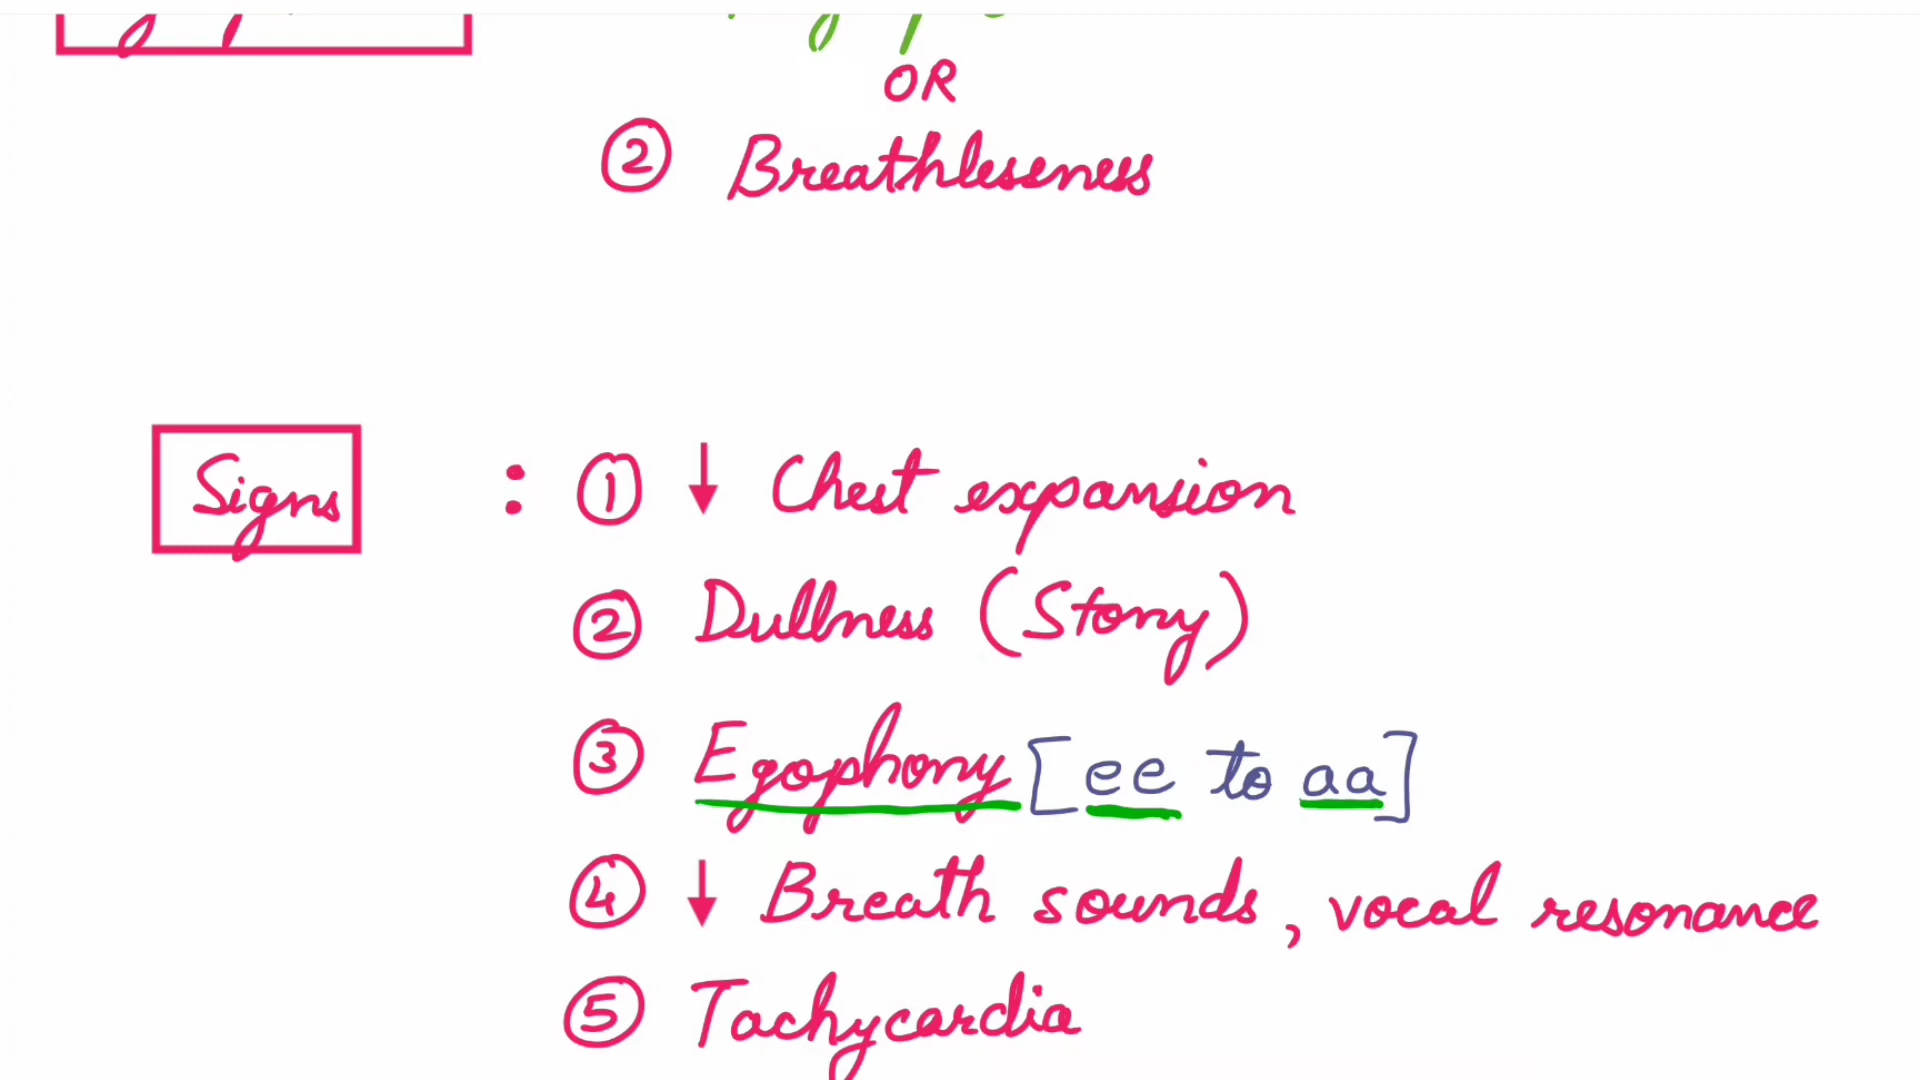 OR
② Breathlessness
Signs : ① ↓ Chest expansion
② Dullness (Stony)
③ Egophony [ee to aa]
④ ↓ Breath sounds, vocal resonance
⑤ Tachycardia